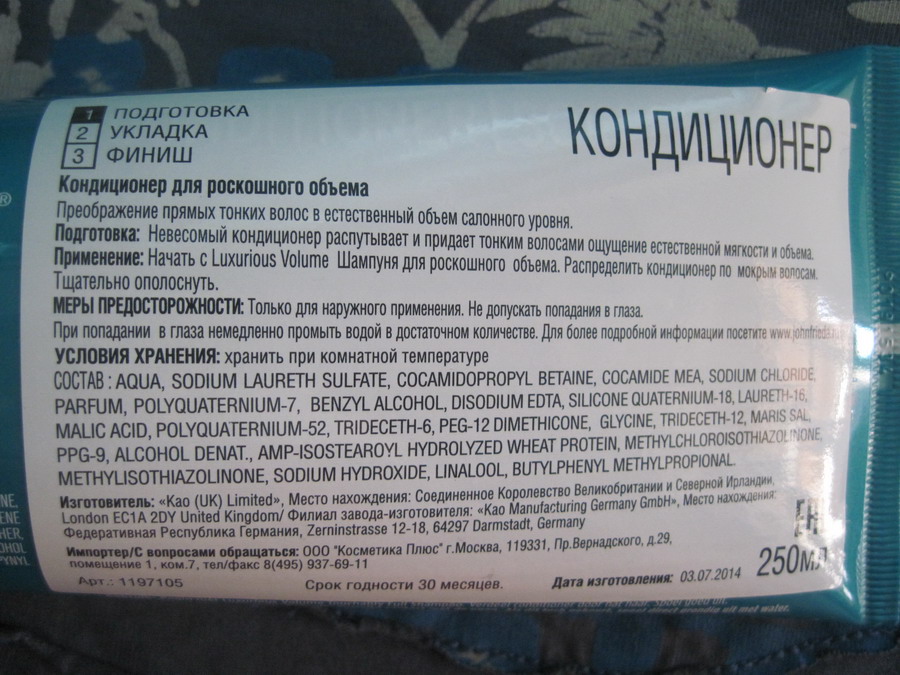 1 ПОДГОТОВКА
2 УКЛАДКА
3 ФИНИШ
КОНДИЦИОНЕР
Кондиционер для роскошного объема
Преображение прямых тонких волос в естественный объем салонного уровня.
Подготовка: Невесомый кондиционер распутывает и придает тонким волосами ощущение естественной мягкости и объема.
Применение: Начать с Luxurious Volume Шампуня для роскошного объема. Распределить кондиционер по мокрым волосам.
Тщательно ополоснуть.
МЕРЫ ПРЕДОСТОРОЖНОСТИ: Только для наружного применения. Не допускать попадания в глаза.
При попадании в глаза немедленно промыть водой в достаточном количестве. Для более подробной информации посетите www.johnfrieda.ru
УСЛОВИЯ ХРАНЕНИЯ: хранить при комнатной температуре
СОСТАВ : AQUA, SODIUM LAURETH SULFATE, COCAMIDOPROPYL BETAINE, COCAMIDE MEA, SODIUM CHLORIDE,
PARFUM, POLYQUATERNIUM-7, BENZYL ALCOHOL, DISODIUM EDTA, SILICONE QUATERNIUM-18, LAURETH-16,
MALIC ACID, POLYQUATERNIUM-52, TRIDECETH-6, PEG-12 DIMETHICONE, GLYCINE, TRIDECETH-12, MARIS SAL,
PPG-9, ALCOHOL DENAT., AMP-ISOSTEAROYL HYDROLYZED WHEAT PROTEIN, METHYLCHLOROISOTHIAZOLINONE,
METHYLISOTHIAZOLINONE, SODIUM HYDROXIDE, LINALOOL, BUTYLPHENYL METHYLPROPIONAL.
Изготовитель: «Kao (UK) Limited», Место нахождения: Соединенное Королевство Великобритании и Северной Ирландии,
London EC1A 2DY United Kingdom/ Филиал завода-изготовителя: «Kao Manufacturing Germany GmbH», Место нахождения:
Федеративная Республика Германия, Zerninstrasse 12-18, 64297 Darmstadt, Germany
Импортер/С вопросами обращаться: ООО "Косметика Плюс" г.Москва, 119331, Пр.Вернадского, д.29,
помещение 1, ком.7, тел/факс 8(495) 937-69-11
Арт.: 1197105
Срок годности 30 месяцев.
Дата изготовления: 03.07.2014
250мл